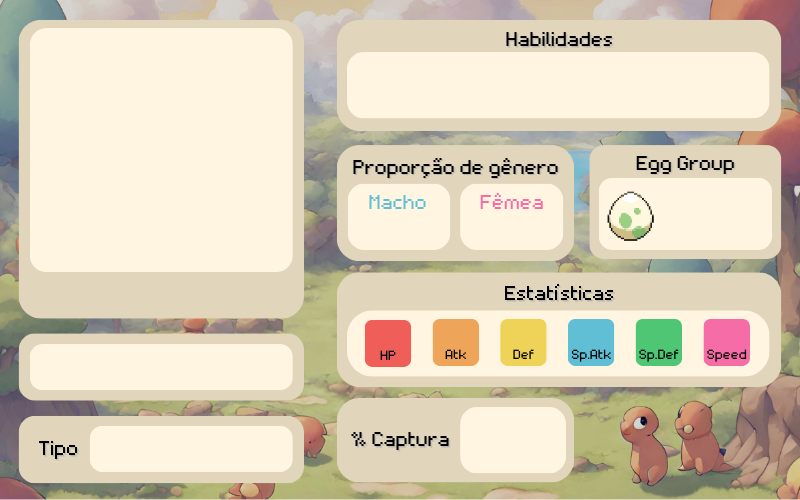 Habilidades
Proporção de gênero
Macho
Fêmea
Egg Group
Estatísticas
HP
Atk
Def
Sp.Atk
Sp.Def
Speed
Tipo
% Captura